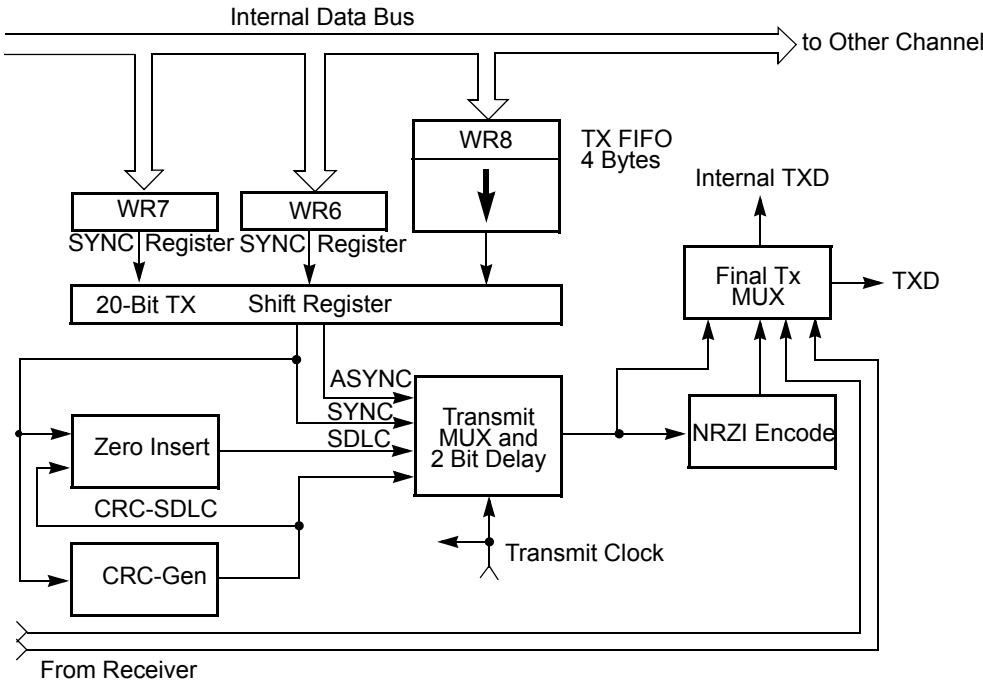 Internal Data Bus
to Other Channel
WR8
TX FIFO
4 Bytes
Internal TXD
WR7
WR6
SYNC Register
SYNC Register
Final Tx
MUX
TXD
20-Bit TX Shift Register
ASYNC
SYNC
SDLC
Transmit
MUX and
2 Bit Delay
NRZI Encode
Zero Insert
CRC-SDLC
Transmit Clock
CRC-Gen
From Receiver